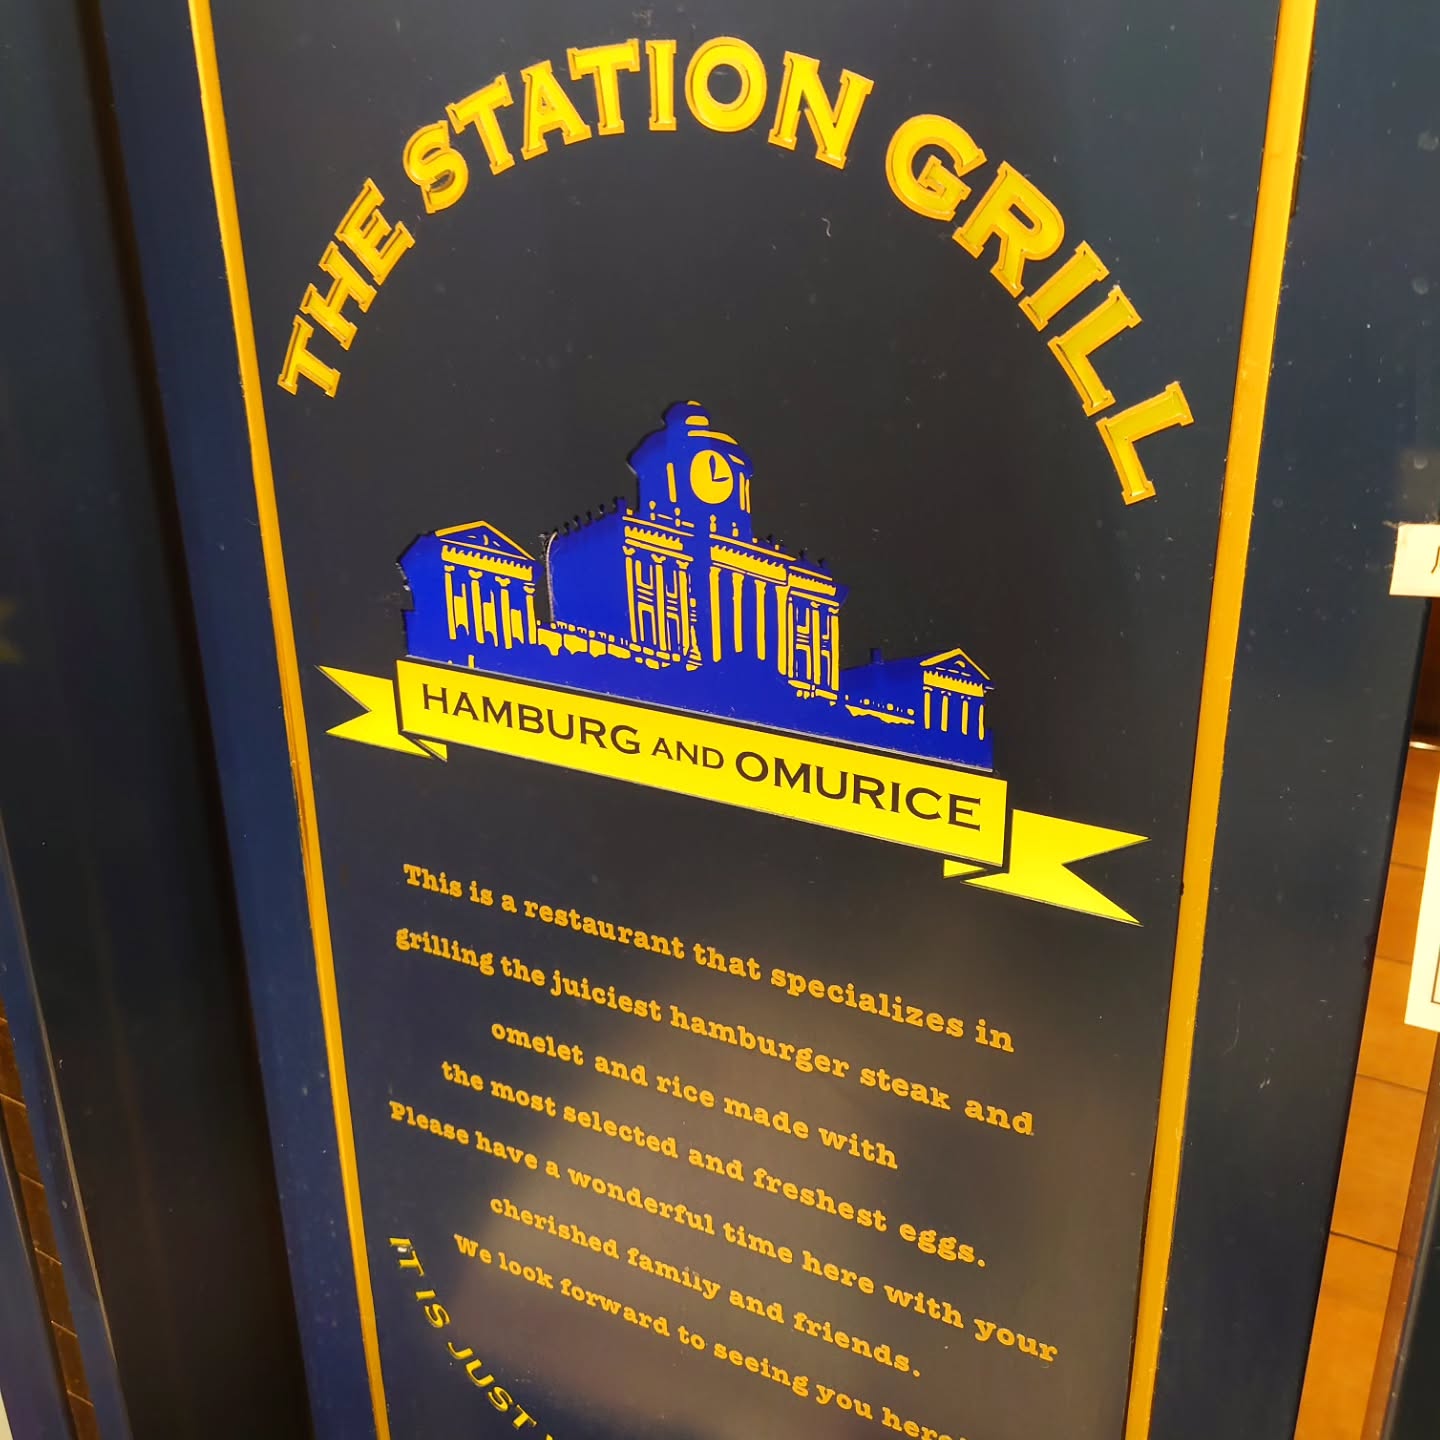 THE STATION GRILL
HAMBURG AND OMURICE
This is a restaurant that specializes in
grilling the juiciest hamburger steak and
omelet and rice made with
the most selected and freshest eggs.
Please have a wonderful time here with your
cherished family and friends.
We look forward to seeing you here
IT IS JUST